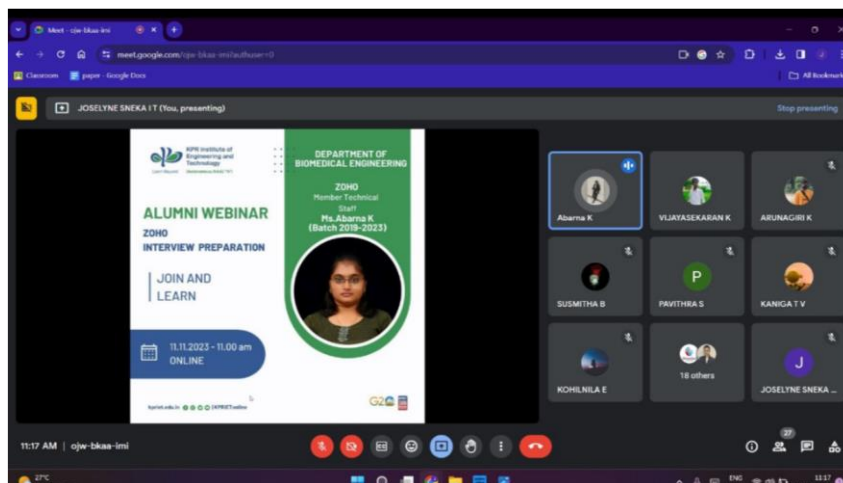 Meet - ojw-bkaa-imi
meet.google.com/ojw-bkaa-imi?authuser=0
Classroom
paper - Google Docs
All Bookmark
JOSELYNE SNEKA I T (You, presenting)
Stop presenting
KPR Institute of
Engineering and
Technology
ALUMNI WEBINAR
ZOHO
INTERVIEW PREPARATION
JOIN AND
LEARN
11.11.2023 - 11.00 am
ONLINE
kpriet.edu.in
KPRIETonline
DEPARTMENT OF
BIOMEDICAL ENGINEERING
ZOHO
Member Technical
Staff
Ms.Abarna K
(Batch 2019-2023)
G20
Abarna K
VIJAYASEKARAN K
ARUNAGIRI K
SUSMITHA B
P
PAVITHRA S
KANIGA T V
KOHILNILA E
18 others
J
JOSELYNE SNEKA ...
11:17 AM | ojw-bkaa-imi
27
27°C
ENG
11:17